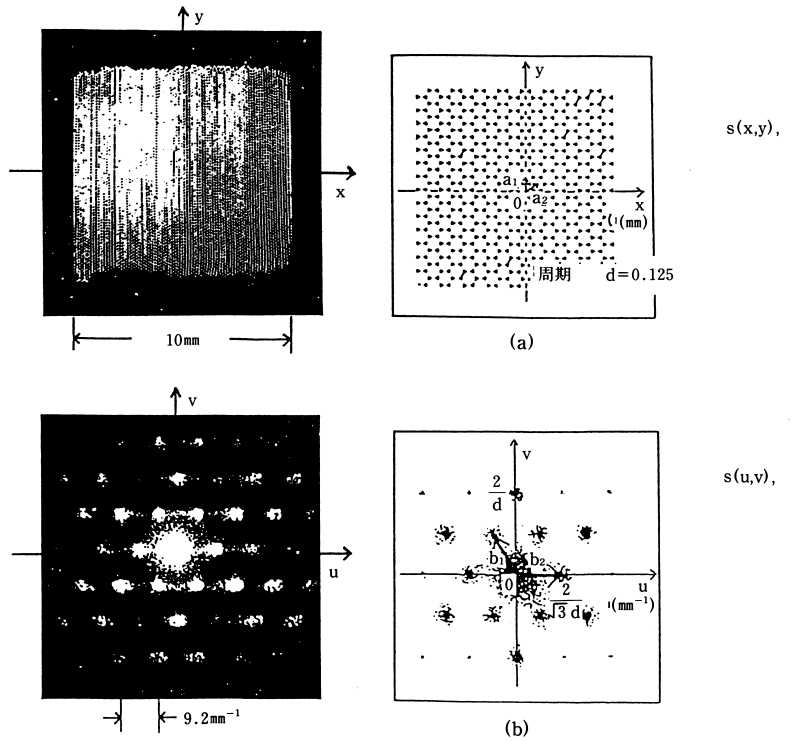 y
x
10mm
y
s(x,y),
a1
0
a2
x
(mm)
周期 d=0.125
(a)
v
u
9.2mm⁻¹
v
s(u,v),
2
d
b1
b2
0
u
2
√3 d
(mm⁻¹)
(b)